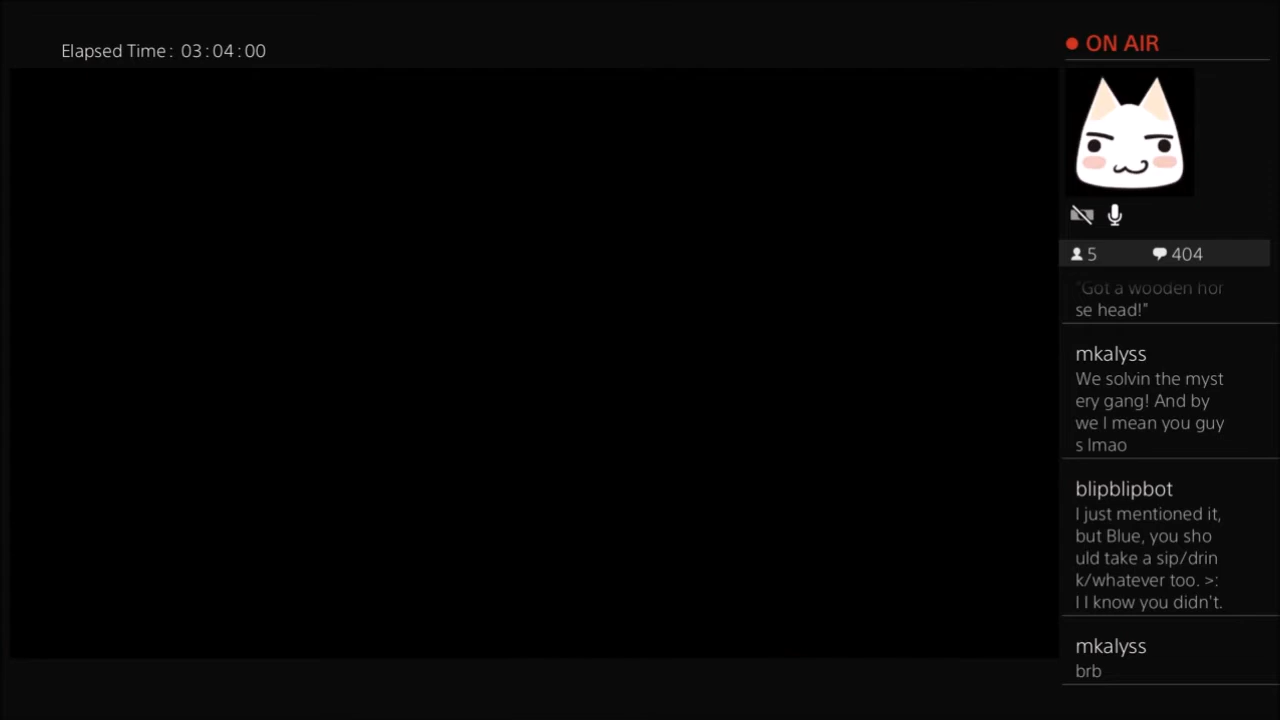 Elapsed Time: 03:04:00
ON AIR
5 404
"Got a wooden hor
se head!"
mkalyss
We solvin the myst
ery gang! And by
we I mean you guy
s lmao
blipblipbot
I just mentioned it,
but Blue, you sho
uld take a sip/drin
k/whatever too. >:
I I know you didn't.
mkalyss
brb